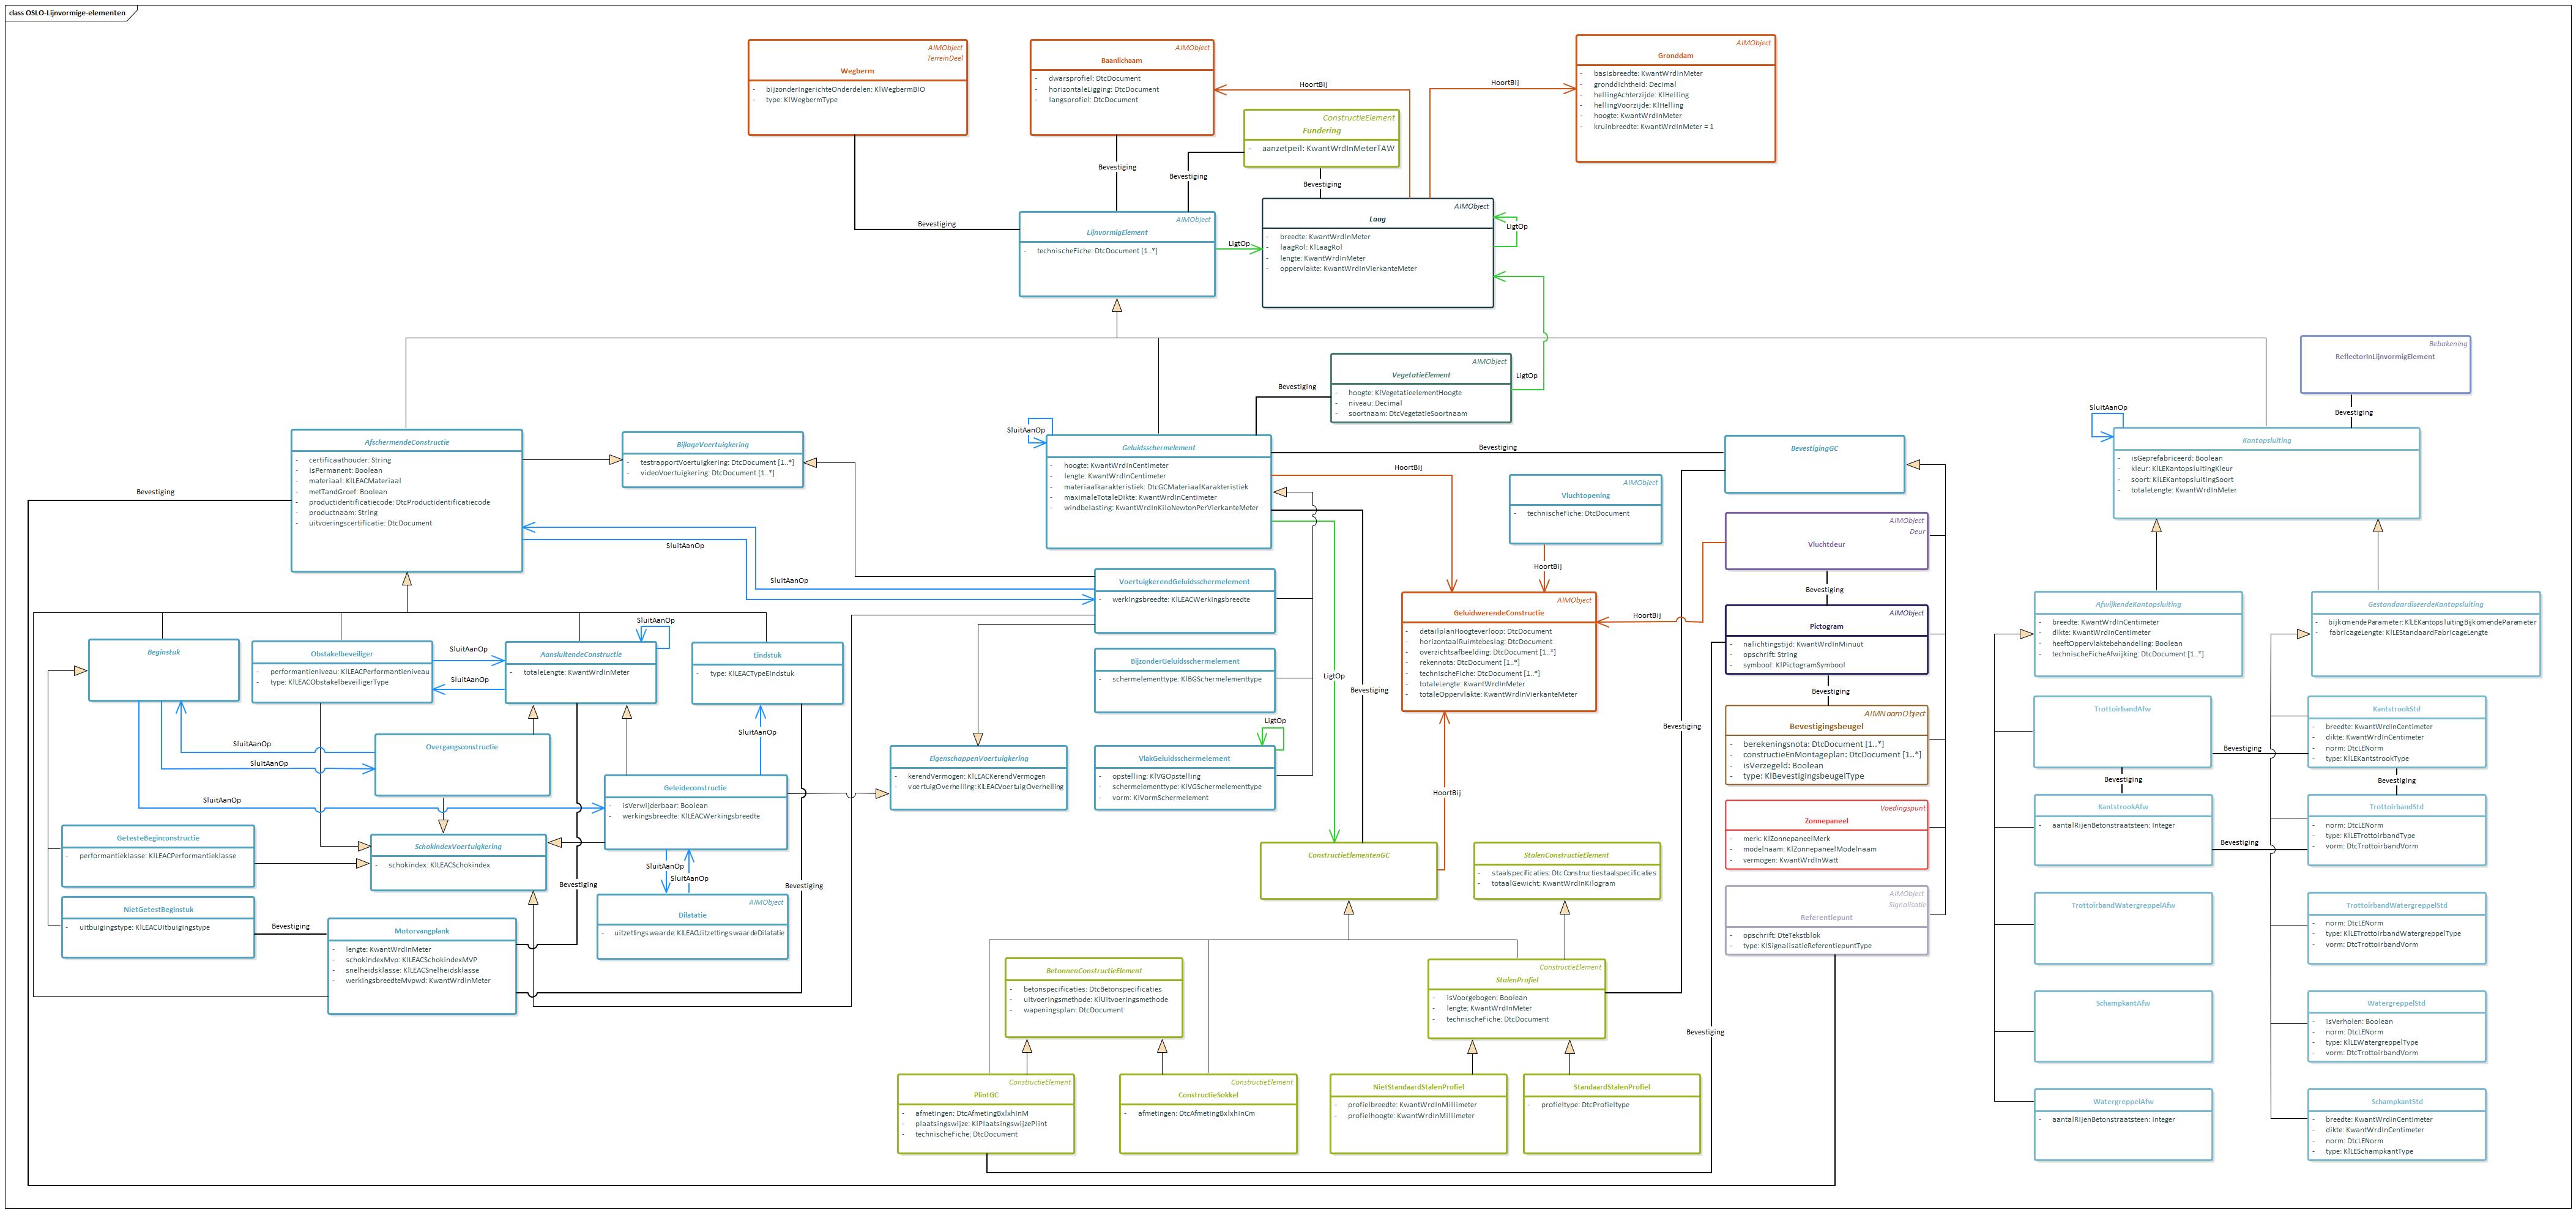 class OSLO-Lijnvormige-elementen
AIMObject
TerreinDeel
Wegberm
- bijzonderIngerichteOnderdelen: KlWegbermBIO
- type: KlWegbermType
AIMObject
Baanlichaam
- dwarsprofiel: DtcDocument
- horizontaleLigging: DtcDocument
- langsprofiel: DtcDocument
AIMObject
Gronddam
- basisbreedte: KwantWrdInMeter
- gronddichtheid: Decimal
- hellingAchterzijde: KlHelling
- hellingVoorzijde: KlHelling
- hoogte: KwantWrdInMeter
- kruinbreedte: KwantWrdInMeter = 1
HoortBij
HoortBij
ConstructieElement
Fundering
- aanzetpeil: KwantWrdInMeterTAW
Bevestiging
Bevestiging
Bevestiging
Bevestiging
AIMObject
LijnvormigElement
- technischeFiche: DtcDocument [1..*]
LigtOp
AIMObject
Laag
- breedte: KwantWrdInMeter
- laagRol: KlLaagRol
- lengte: KwantWrdInMeter
- oppervlakte: KwantWrdInVierkanteMeter
LigtOp
AIMObject
VegetatieElement
- hoogte: KlVegetatieelementHoogte
- niveau: Decimal
- soortnaam: DtcVegetatieSoortnaam
LigtOp
Bevestiging
Bebakening
ReflectorInLijnvormigElement
Bevestiging
SluitAanOp
Kantopsluiting
- isGeprefabriceerd: Boolean
- kleur: KlLEKantopsluitingKleur
- soort: KlLEKantopsluitingSoort
- totaleLengte: KwantWrdInMeter
AfschermendeConstructie
- certificaathouder: String
- isPermanent: Boolean
- materiaal: KlLEACMateriaal
- metTandGroef: Boolean
- productidentificatiecode: DtcProductidentificatiecode
- productnaam: String
- uitvoeringscertificatie: DtcDocument
Bevestiging
BijlageVoertuigkering
- testrapportVoertuigkering: DtcDocument [1..*]
- videoVoertuigkering: DtcDocument [1..*]
SluitAanOp
Geluidsschermelement
- hoogte: KwantWrdInCentimeter
- lengte: KwantWrdInCentimeter
- materiaalkarakteristiek: DtcGCMateriaalKarakteristiek
- maximaleTotaleDikte: KwantWrdInCentimeter
- windbelasting: KwantWrdInKiloNewtonPerVierkanteMeter
Bevestiging
HoortBij
BevestigingGC
AIMObject
Vluchtopening
- technischeFiche: DtcDocument
HoortBij
AIMObject
Deur
Vluchtdeur
Bevestiging
HoortBij
AIMObject
GeluidwerendeConstructie
- detailplanHoogteverloop: DtcDocument
- horizontaalRuimtebeslag: DtcDocument
- overzichtsafbeelding: DtcDocument [1..*]
- rekennota: DtcDocument [1..*]
- technischeFiche: DtcDocument [1..*]
- totaleLengte: KwantWrdInMeter
- totaleOppervlakte: KwantWrdInVierkanteMeter
AIMObject
Pictogram
- nalichtingstijd: KwantWrdInMinuut
- opschrift: String
- symbool: KlPictogramSymbool
Bevestiging
AIMNaamObject
Bevestigingsbeugel
- berekeningsnota: DtcDocument [1..*]
- constructieEnMontageplan: DtcDocument [1..*]
- isVerzegeld: Boolean
- type: KlBevestigingsbeugelType
Voedingspunt
Zonnepaneel
- merk: KlZonnepaneelMerk
- modelnaam: KlZonnepaneelModelnaam
- vermogen: KwantWrdInWatt
AIMObject
Signalisatie
Referentiepunt
- opschrift: DteTekstblok
- type: KlSignalisatieReferentiepuntType
Bevestiging
Bevestiging
SluitAanOp
SluitAanOp
VoertuigkerendGeluidsschermelement
- werkingsbreedte: KlLEACWerkingsbreedte
BijzonderGeluidsschermelement
- schermelementtype: KlBGSchermelementtype
LigtOp
VlakGeluidsschermelement
- opstelling: KlVGOpstelling
- schermelementtype: KlVGSchermelementtype
- vorm: KlVormSchermelement
LigtOp
Bevestiging
HoortBij
Beginstuk
Obstakelbeveiliger
- performantieniveau: KlLEACPerformantieniveau
- type: KlLEACObstakelbeveiligerType
SluitAanOp
SluitAanOp
SluitAanOp
AansluitendeConstructie
- totaleLengte: KwantWrdInMeter
Eindstuk
- type: KlLEACTypeEindstuk
SluitAanOp
Overgangsconstructie
SluitAanOp
SluitAanOp
SluitAanOp
Geleideconstructie
- isVerwijderbaar: Boolean
- werkingsbreedte: KlLEACWerkingsbreedte
EigenschappenVoertuigkering
- kerendVermogen: KlLEACKerendVermogen
- voertuigOverhelling: KlLEACVoertuigOverhelling
GetesteBeginconstructie
- performantieklasse: KlLEACPerformantieklasse
SchokindexVoertuigkering
- schokindex: KlLEACSchokindex
SluitAanOp
SluitAanOp
Bevestiging
Bevestiging
NietGetestBeginstuk
- uitbuigingstype: KlLEACUitbuigingstype
Bevestiging
Motorvangplank
- lengte: KwantWrdInMeter
- schokindexMvp: KlLEACSchokindexMVP
- snelheidsklasse: KlLEACSnelheidsklasse
- werkingsbreedteMvpwd: KwantWrdInMeter
AIMObject
Dilatatie
- uitzettingswaarde: KlLEACUitzettingswaardeDilatatie
ConstructieElementenGC
StalenConstructieElement
- staalspecificaties: DtcConstructiestaalspecificaties
- totaalGewicht: KwantWrdInKilogram
BetonnenConstructieElement
- betonspecificaties: DtcBetonspecificaties
- uitvoeringsmethode: KlUitvoeringsmethode
- wapeningsplan: DtcDocument
ConstructieElement
StalenProfiel
- isVoorgebogen: Boolean
- lengte: KwantWrdInMeter
- technischeFiche: DtcDocument
ConstructieElement
PlintGC
- afmetingen: DtcAfmetingBxlxhInM
- plaatsingswijze: KlPlaatsingswijzePlint
- technischeFiche: DtcDocument
ConstructieElement
ConstructieSokkel
- afmetingen: DtcAfmetingBxlxhInCm
NietStandaardStalenProfiel
- profielbreedte: KwantWrdInMillimeter
- profielhoogte: KwantWrdInMillimeter
StandaardStalenProfiel
- profieltype: DtcProfieltype
AfwijkendeKantopsluiting
- breedte: KwantWrdInCentimeter
- dikte: KwantWrdInCentimeter
- heeftOppervlaktebehandeling: Boolean
- technischeFicheAfwijking: DtcDocument [1..*]
GestandaardiseerdeKantopsluiting
- bijkomendeParameter: KlLEKantopsluitingBijkomendeParameter
- fabricageLengte: KlLEStandaardFabricageLengte
TrottoirbandAfw
Bevestiging
KantstrookStd
- breedte: KwantWrdInCentimeter
- dikte: KwantWrdInCentimeter
- norm: DtcLENorm
- type: KlLEKantstrookType
Bevestiging
Bevestiging
KantstrookAfw
- aantalRijenBetonstraatsteen: Integer
Bevestiging
TrottoirbandStd
- norm: DtcLENorm
- type: KlLETrottoirbandType
- vorm: DtcTrottoirbandVorm
TrottoirbandWatergreppelAfw
TrottoirbandWatergreppelStd
- norm: DtcLENorm
- type: KlLETrottoirbandWatergreppelType
- vorm: DtcTrottoirbandVorm
SchampkantAfw
WatergreppelStd
- isVerholen: Boolean
- norm: DtcLENorm
- type: KlLEWatergreppelType
- vorm: DtcTrottoirbandVorm
WatergreppelAfw
- aantalRijenBetonstraatsteen: Integer
SchampkantStd
- breedte: KwantWrdInCentimeter
- dikte: KwantWrdInCentimeter
- norm: DtcLENorm
- type: KlLESchampkantType